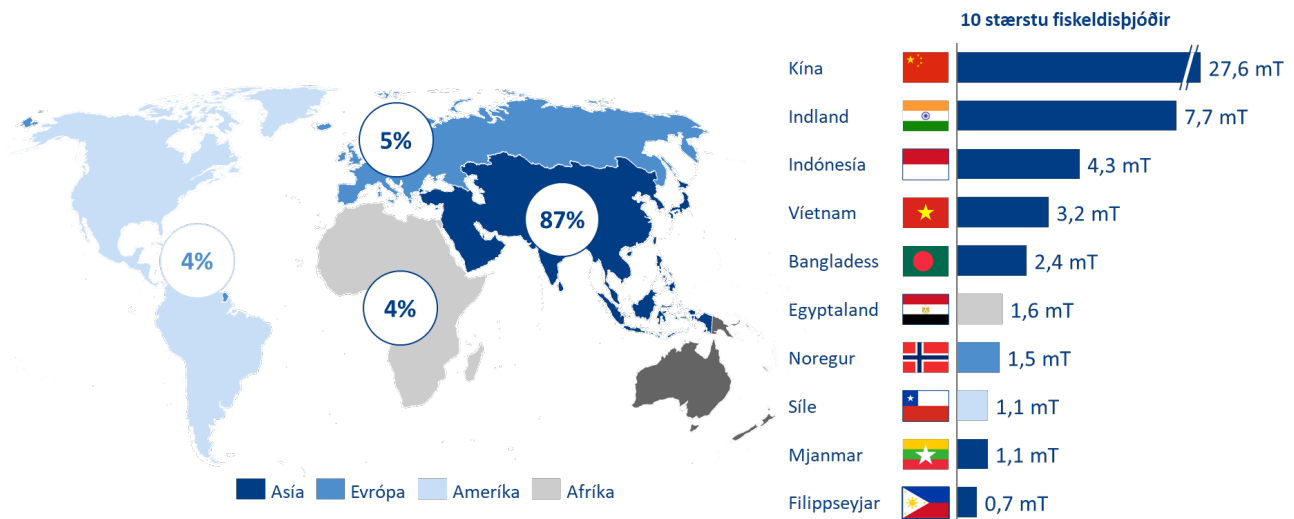 10 stærstu fiskeldisþjóðir
5%
87%
4%
4%
Asía Evrópa Ameríka Afríka
Kína 27,6 mT
Indland 7,7 mT
Indónesía 4,3 mT
Víetnam 3,2 mT
Bangladess 2,4 mT
Egyptaland 1,6 mT
Noregur 1,5 mT
Síle 1,1 mT
Mjanmar 1,1 mT
Filippseyjar 0,7 mT